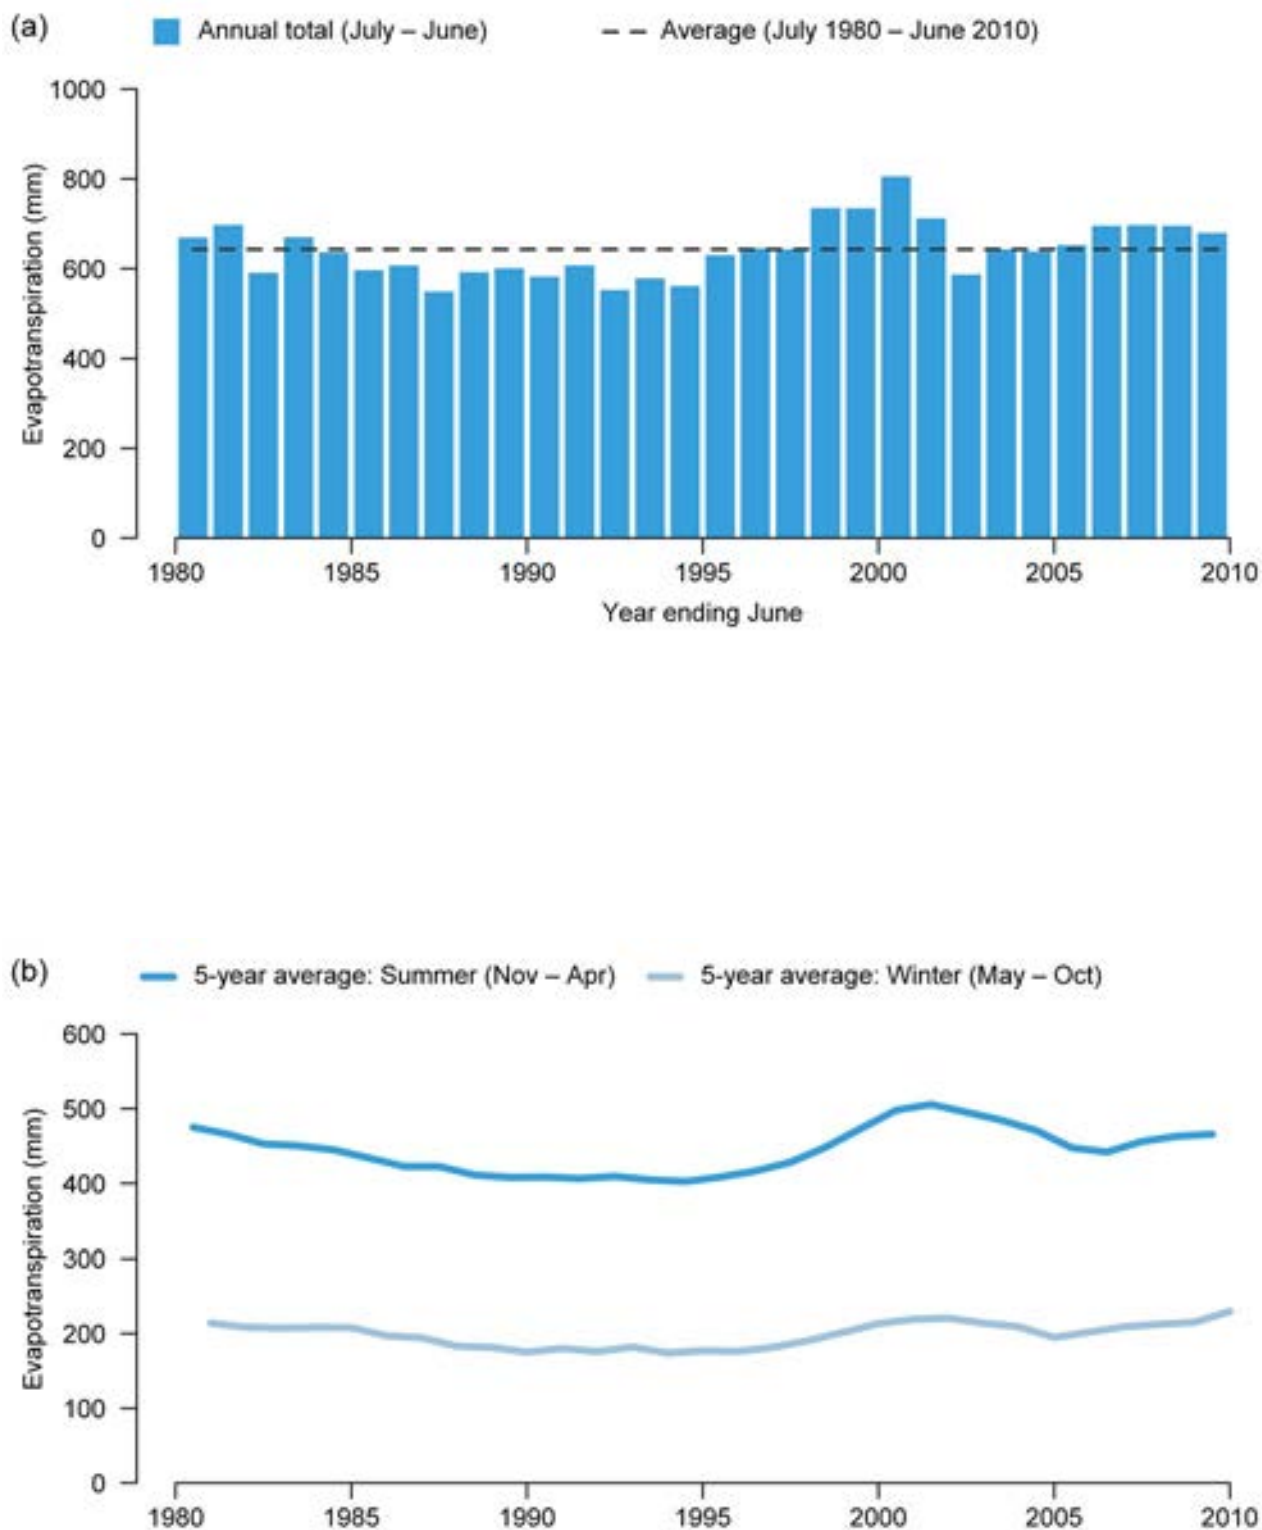 (a)
Annual total (July – June)
Average (July 1980 – June 2010)
1000
800
600
400
200
0
Evapotranspiration (mm)
1980 1985 1990 1995 2000 2005 2010
Year ending June
(b)
5-year average: Summer (Nov – Apr)
5-year average: Winter (May – Oct)
600
500
400
300
200
100
0
Evapotranspiration (mm)
1980 1985 1990 1995 2000 2005 2010